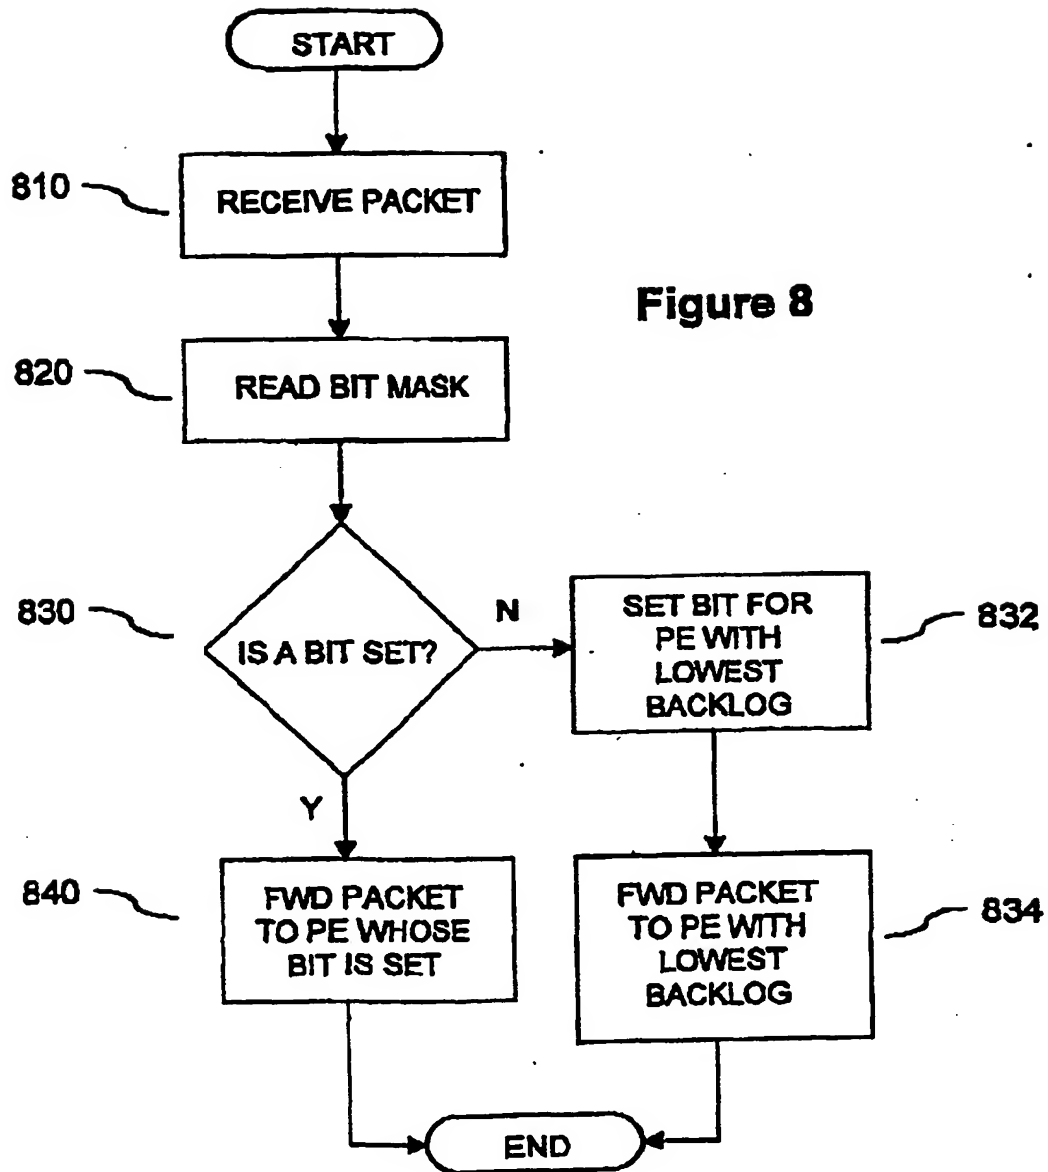 START
810
RECEIVE PACKET
Figure 8
820
READ BIT MASK
830
IS A BIT SET?
N
SET BIT FOR
PE WITH
LOWEST
BACKLOG
832
Y
840
FWD PACKET
TO PE WHOSE
BIT IS SET
FWD PACKET
TO PE WITH
LOWEST
BACKLOG
834
END